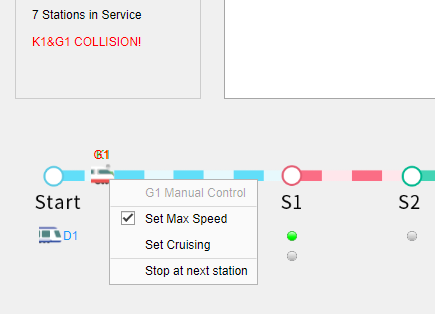 7 Stations in Service
K1&G1 COLLISION!
G1 Manual Control
Start
Set Max Speed
S1
S2
D1
Set Cruising
Stop at next station